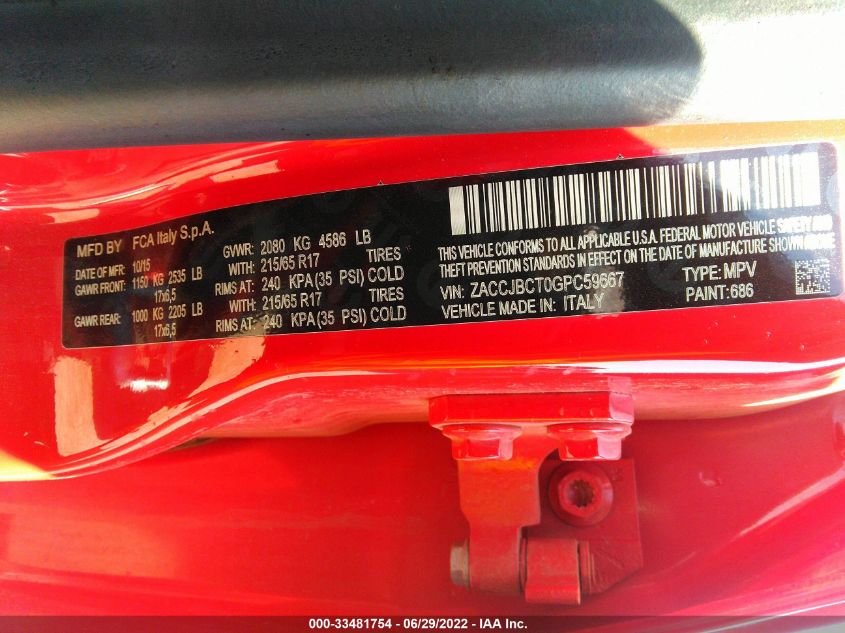 MFD BY FCA Italy S.p.A.
DATE OF MFR: 10/15 GVWR: 2080 KG 4586 LB
GAWR FRONT: 1150 KG 2535 LB WITH: 215/65 R17 TIRES
17x6,5 RIMS AT: 240 KPA(35 PSI) COLD
GAWR REAR: 1000 KG 2205 LB WITH: 215/65 R17 TIRES
17x6,5 RIMS AT: 240 KPA(35 PSI) COLD
THIS VEHICLE CONFORMS TO ALL APPLICABLE U.S.A. FEDERAL MOTOR VEHICLE SAFETY AND
THEFT PREVENTION STANDARDS IN EFFECT ON THE DATE OF MANUFACTURE SHOWN ABOVE.
VIN: ZACCJBCT0GPC59667 TYPE: MPV
VEHICLE MADE IN: ITALY PAINT: 686
000-33481754 - 06/29/2022 - IAA Inc.